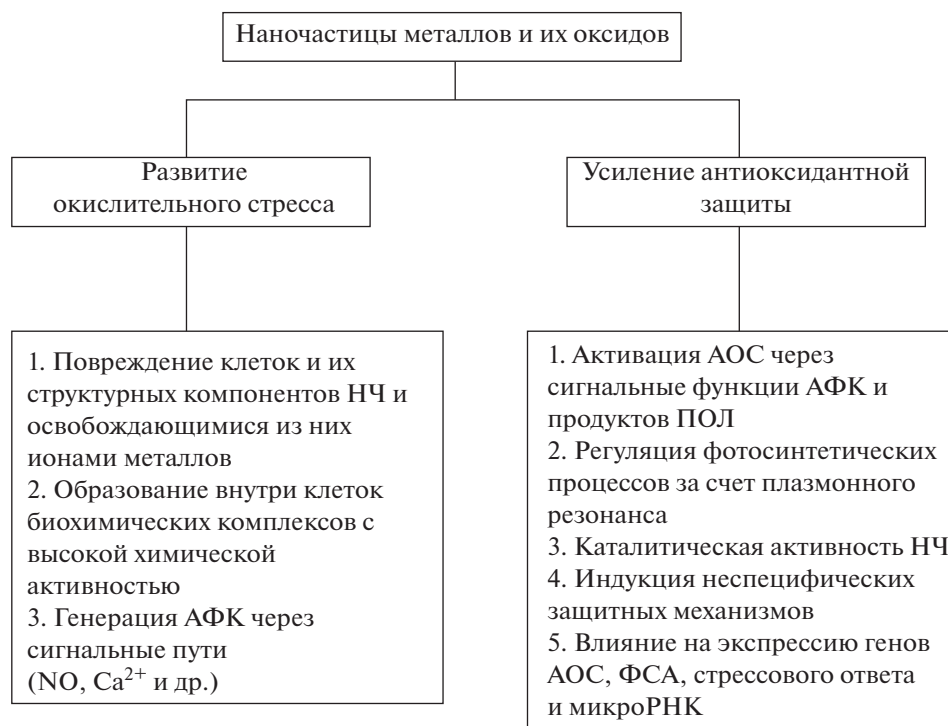 Наночастицы металлов и их оксидов
Развитие
окислительного стресса
Усиление антиоксидантной
защиты
1. Повреждение клеток и их
структурных компонентов НЧ и
освобождающимися из них
ионами металлов
2. Образование внутри клеток
биохимических комплексов с
высокой химической
активностью
3. Генерация АФК через
сигнальные пути
(NO, Ca²⁺ и др.)
1. Активация АОС через
сигнальные функции АФК и
продуктов ПОЛ
2. Регуляция фотосинтетических
процессов за счет плазмонного
резонанса
3. Каталитическая активность НЧ
4. Индукция неспецифических
защитных механизмов
5. Влияние на экспрессию генов
АОС, ФСА, стрессового ответа
и микроРНК